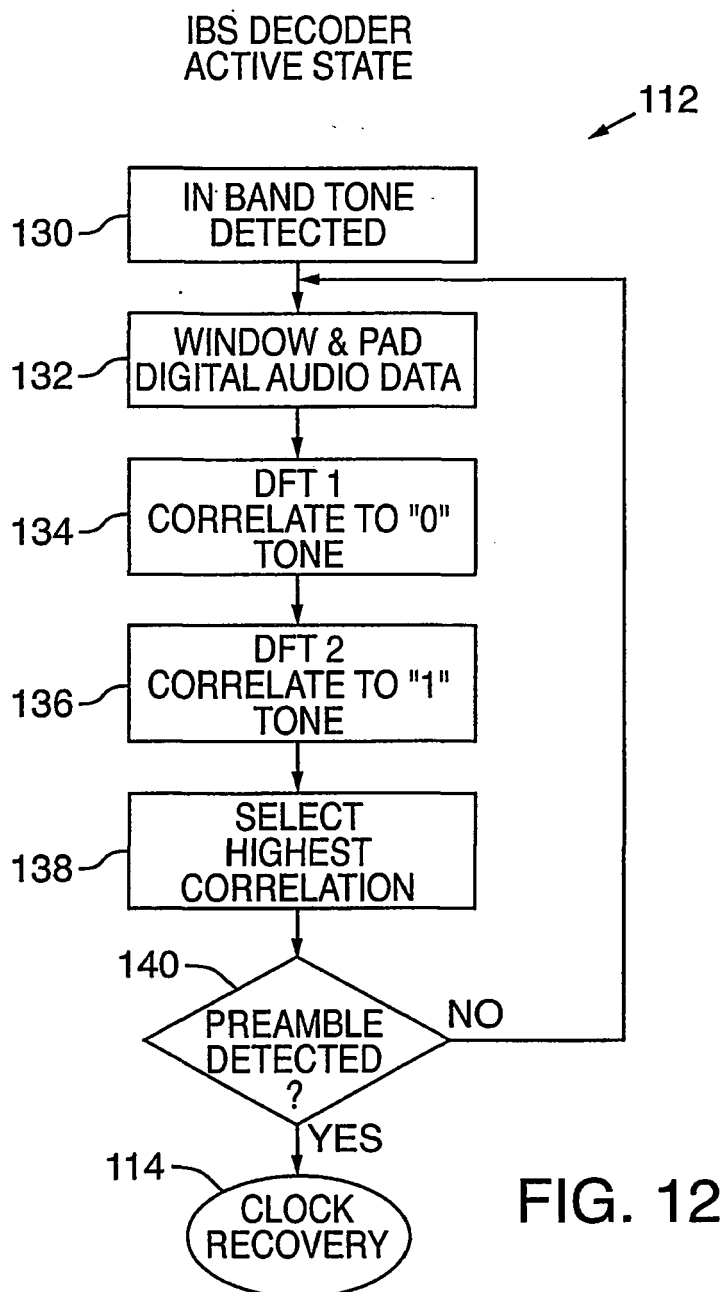 IBS DECODER
ACTIVE STATE
112
130
IN BAND TONE
DETECTED
132
WINDOW & PAD
DIGITAL AUDIO DATA
134
DFT 1
CORRELATE TO "0"
TONE
136
DFT 2
CORRELATE TO "1"
TONE
138
SELECT
HIGHEST
CORRELATION
140
PREAMBLE
DETECTED
?
NO
YES
114
CLOCK
RECOVERY
FIG. 12